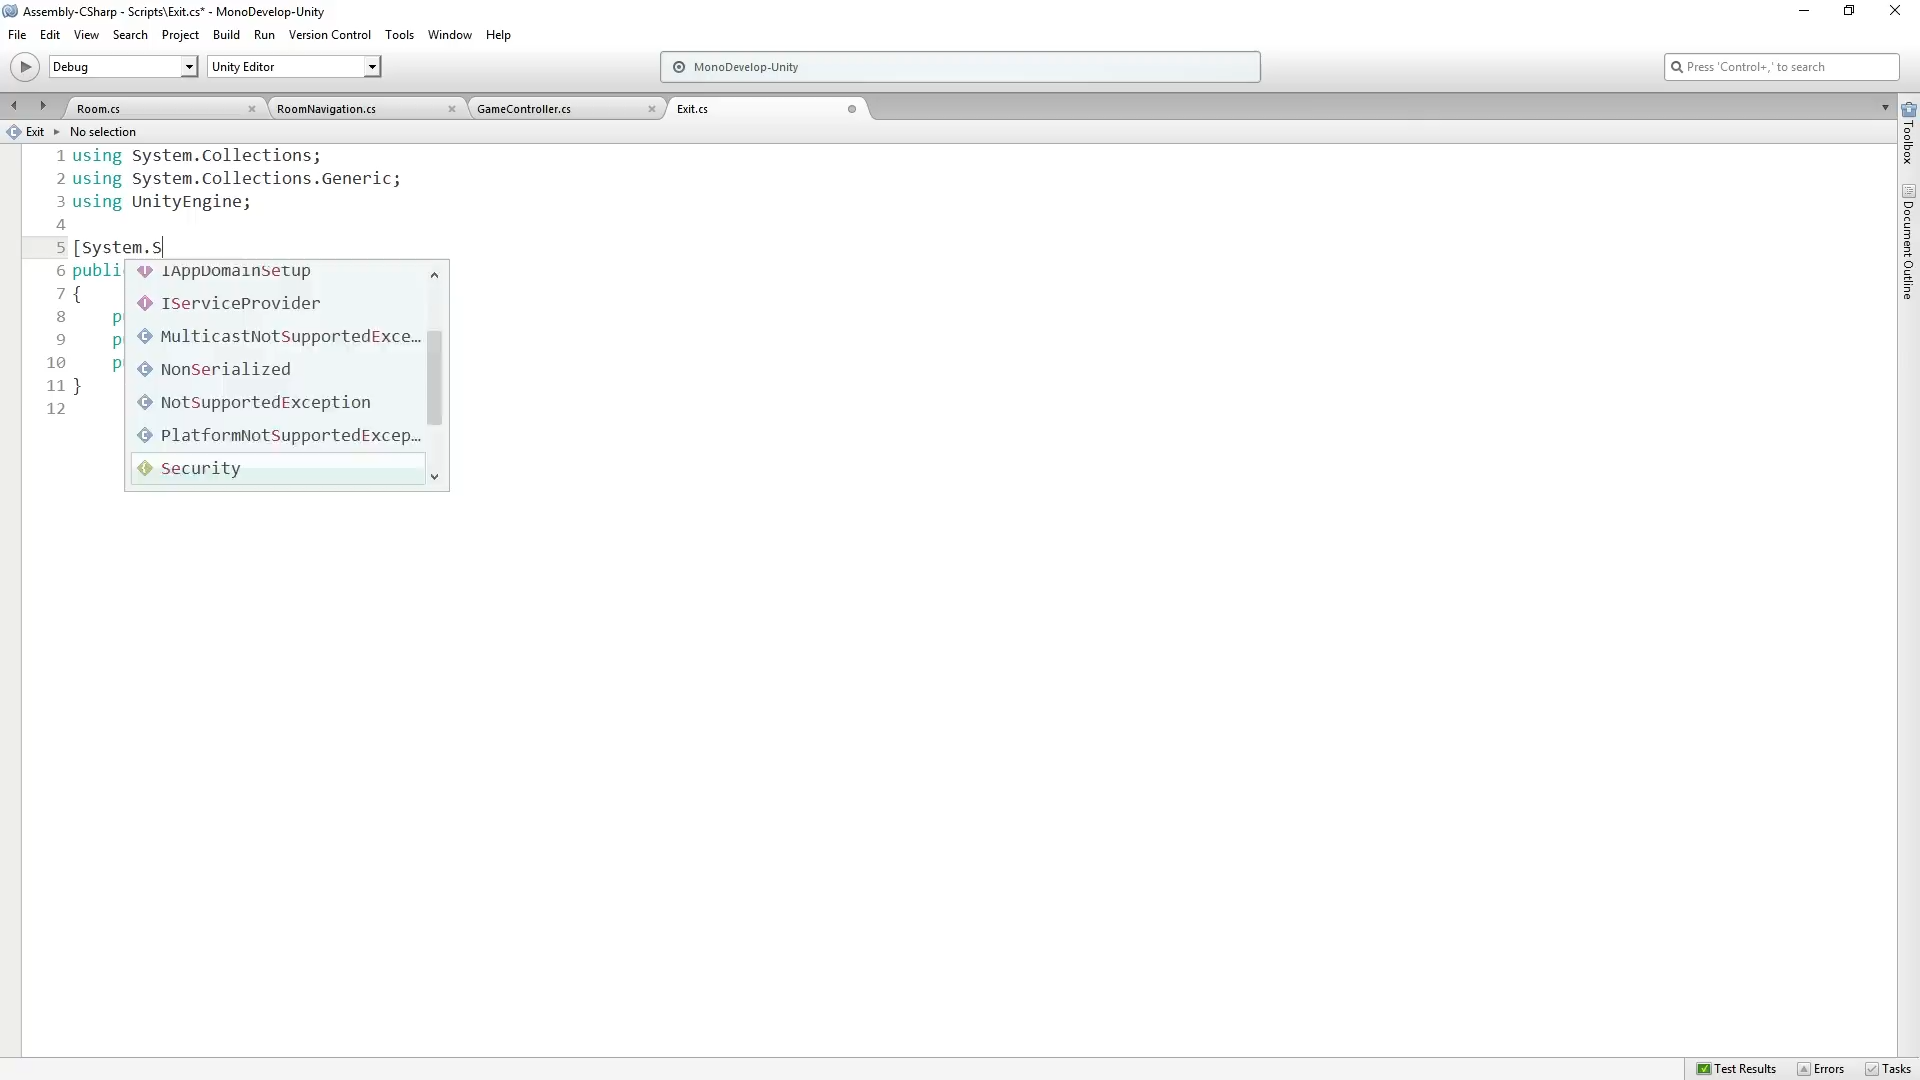 Assembly-CSharp - Scripts\Exit.cs* - MonoDevelop-Unity
File Edit View Search Project Build Run Version Control Tools Window Help
Debug Unity Editor MonoDevelop-Unity Press 'Control+,' to search
Room.cs RoomNavigation.cs GameController.cs Exit.cs
Exit No selection
1 using System.Collections;
2 using System.Collections.Generic;
3 using UnityEngine;
4
5 [System.S
6 publi
7 {
8 p
9 p
10 p
11 }
12
IAppDomainSetup
IServiceProvider
MulticastNotSupportedExce...
NonSerialized
NotSupportedException
PlatformNotSupportedExcep...
Security
Toolbox
Document Outline
Test Results Errors Tasks